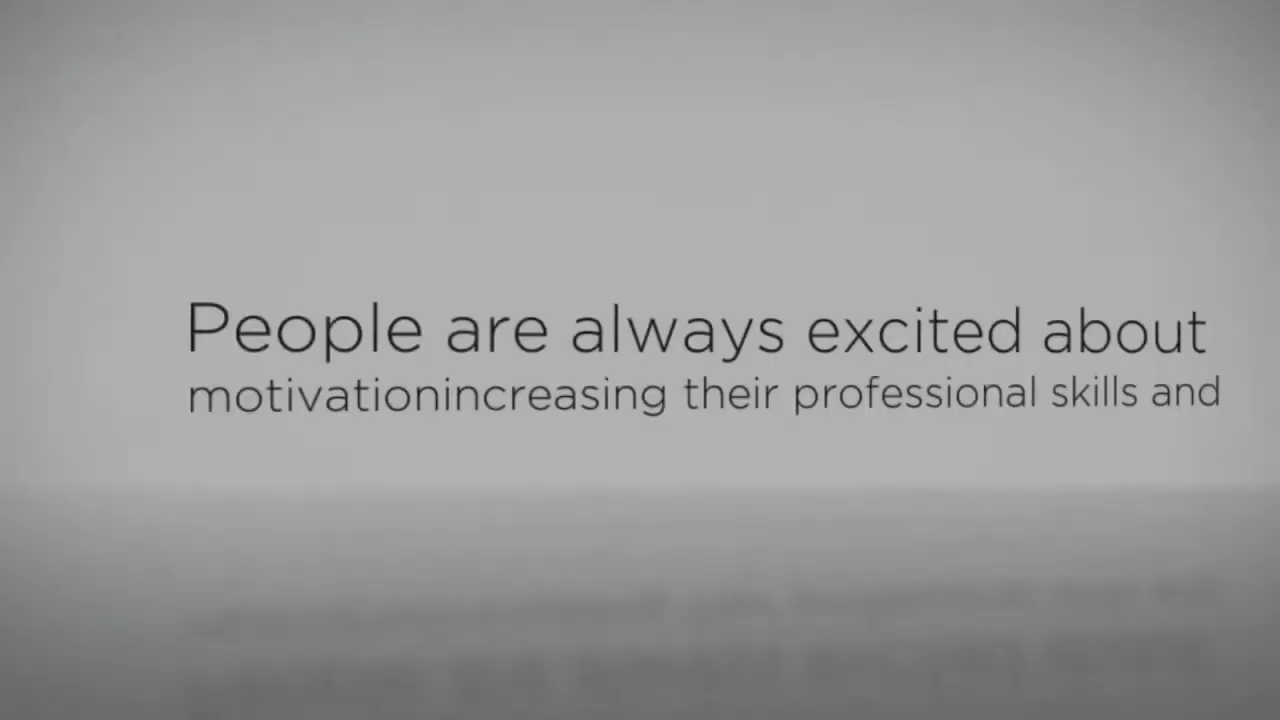 People are always excited about
motivationincreasing their professional skills and